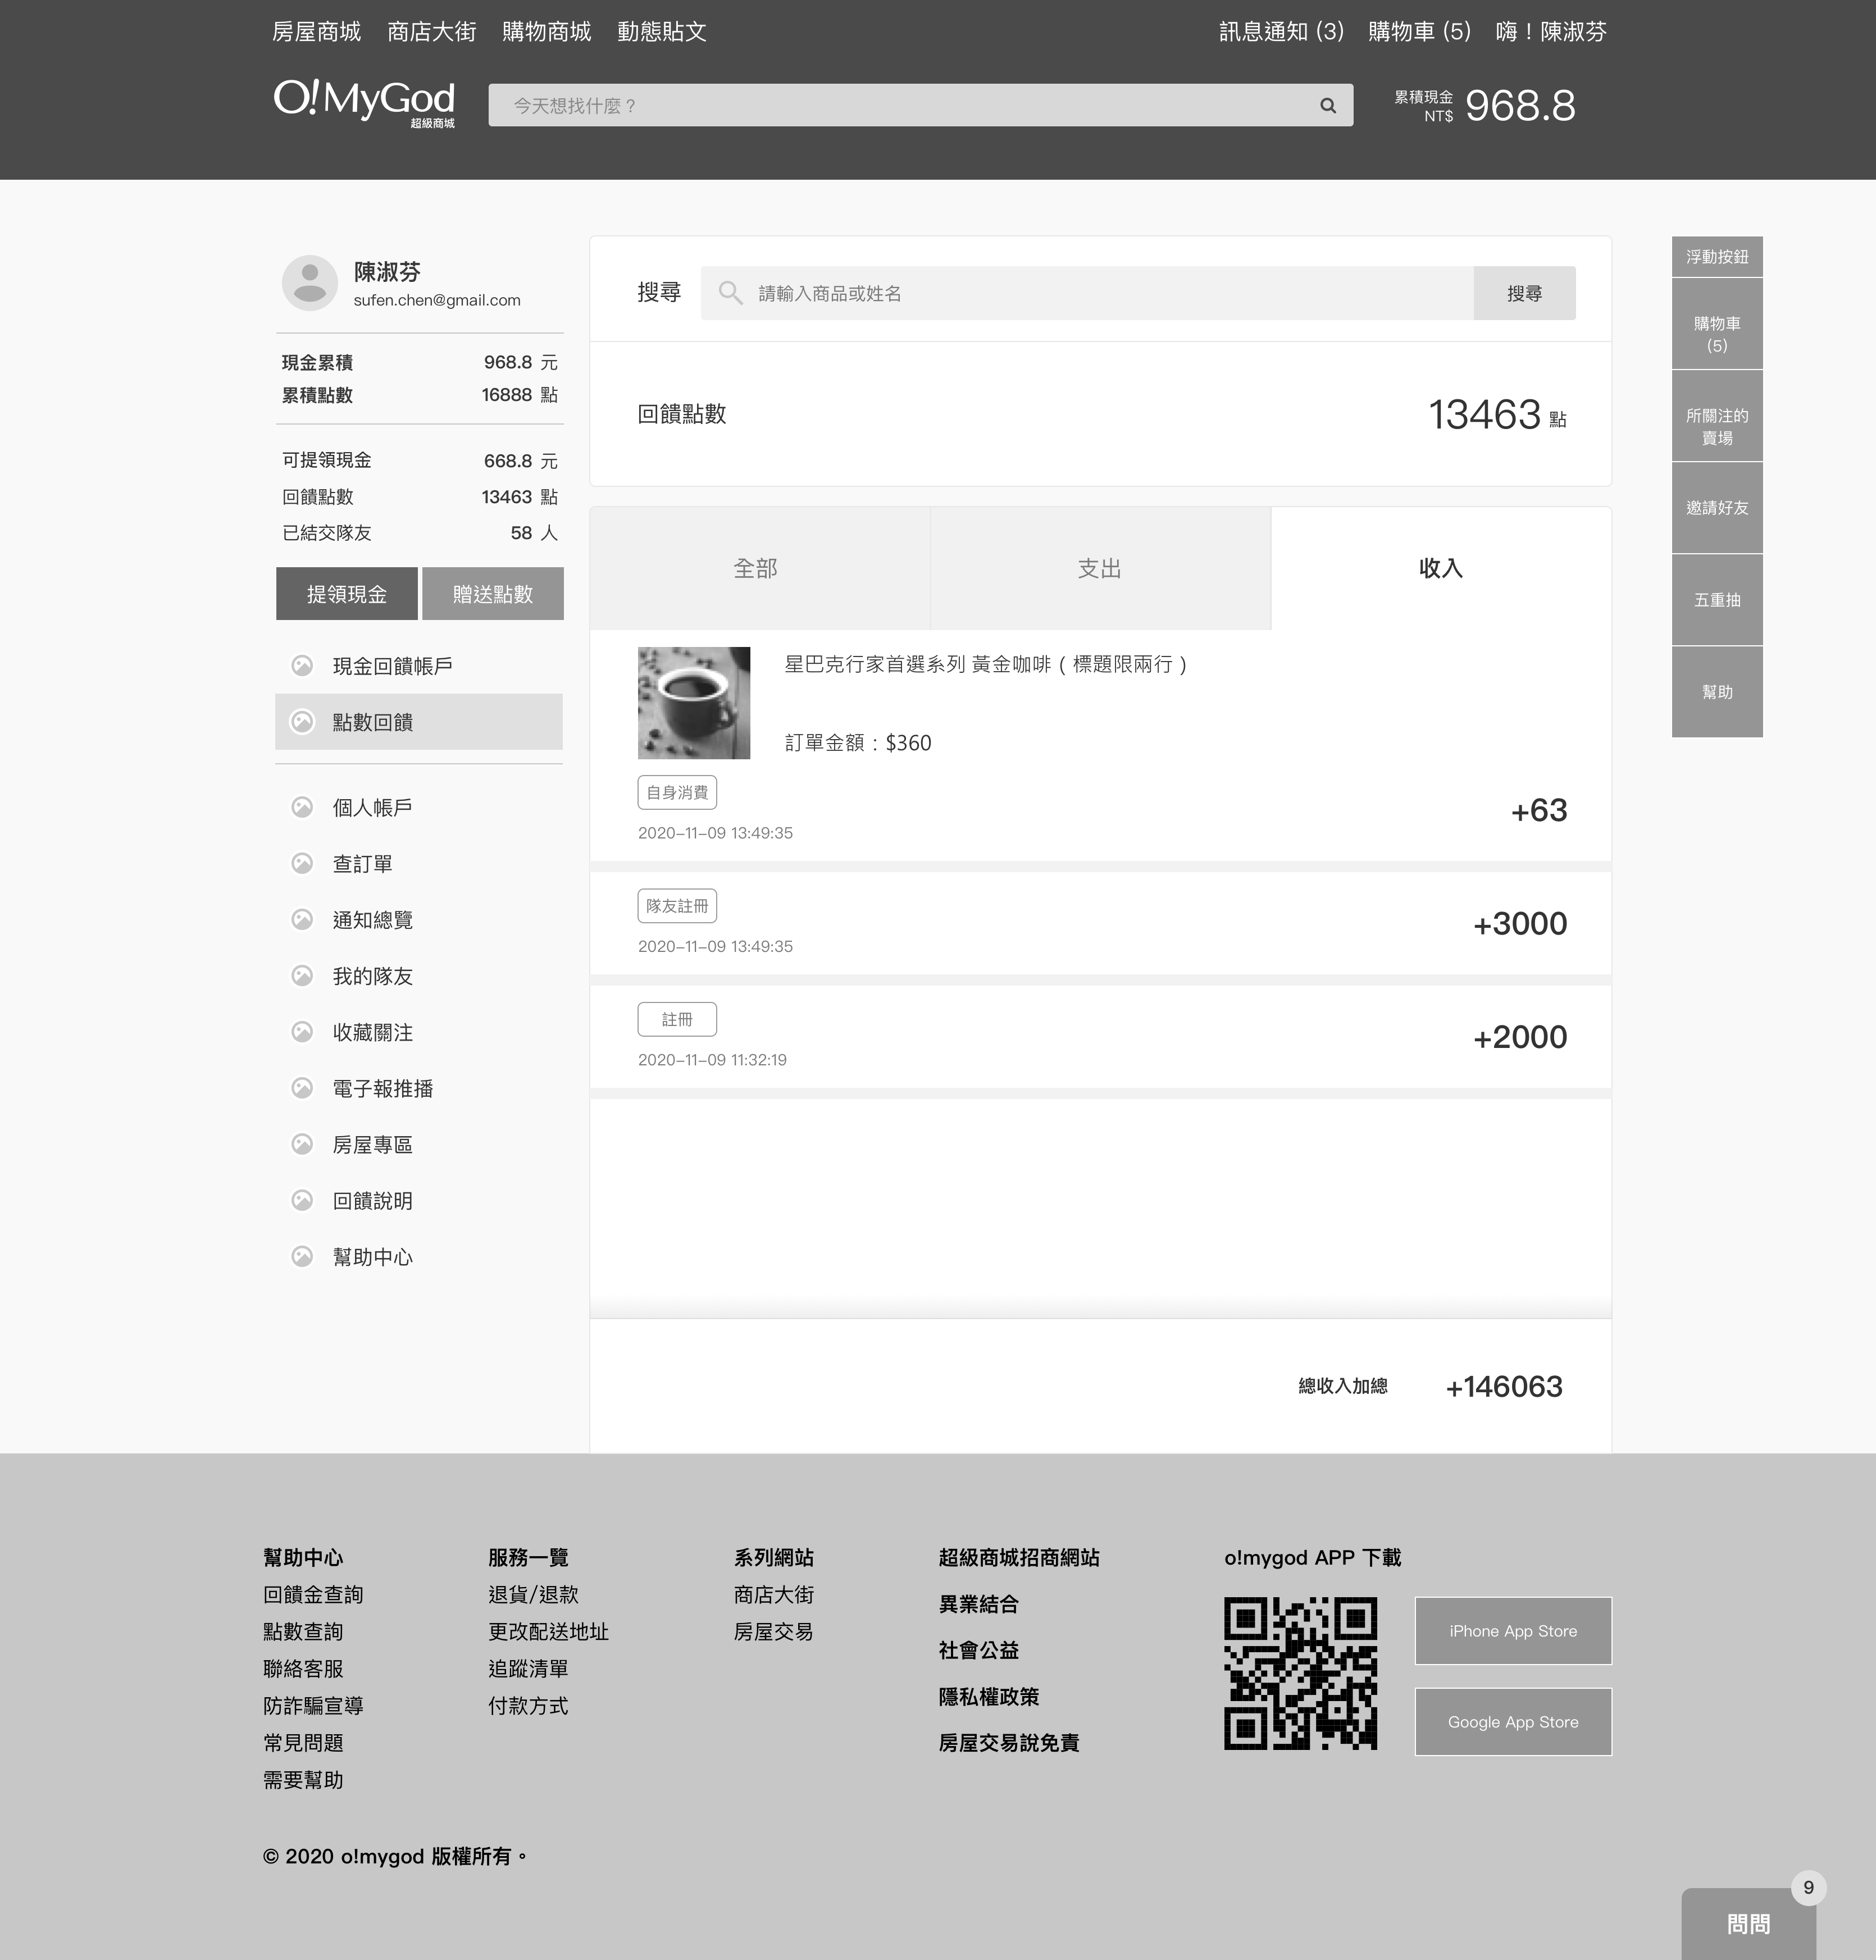 房屋商城 商店大街 購物商城 動態貼文 訊息通知 (3) 購物車 (5) 嗨！陳淑芬
O!MyGod
超級商城
今天想找什麼？
累積現金
NT$
968.8
陳淑芬
sufen.chen@gmail.com
現金累積 968.8 元
累積點數 16888 點
可提領現金 668.8 元
回饋點數 13463 點
已結交隊友 58 人
提領現金 贈送點數
現金回饋帳戶
點數回饋
個人帳戶
查訂單
通知總覽
我的隊友
收藏關注
電子報推播
房屋專區
回饋說明
幫助中心
搜尋 請輸入商品或姓名 搜尋
回饋點數 13463 點
全部 支出 收入
星巴克行家首選系列 黃金咖啡（標題限兩行）
訂單金額：$360
自身消費
2020-11-09 13:49:35
+63
隊友註冊
2020-11-09 13:49:35
+3000
註冊
2020-11-09 11:32:19
+2000
總收入加總 +146063
浮動按鈕
購物車
(5)
所關注的
賣場
邀請好友
五重抽
幫助
幫助中心
回饋金查詢
點數查詢
聯絡客服
防詐騙宣導
常見問題
需要幫助
服務一覽
退貨/退款
更改配送地址
追蹤清單
付款方式
系列網站
商店大街
房屋交易
超級商城招商網站
異業結合
社會公益
隱私權政策
房屋交易說免責
o!mygod APP 下載
iPhone App Store
Google App Store
© 2020 o!mygod 版權所有。
9
問問